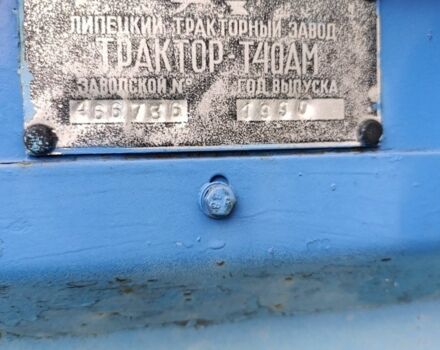 ЛИПЕЦКИЙ ТРАКТОРНЫЙ ЗАВОД
ТРАКТОР-Т40АМ
ЗАВОДСКОЙ № ГОД ВЫПУСКА
466736 1990